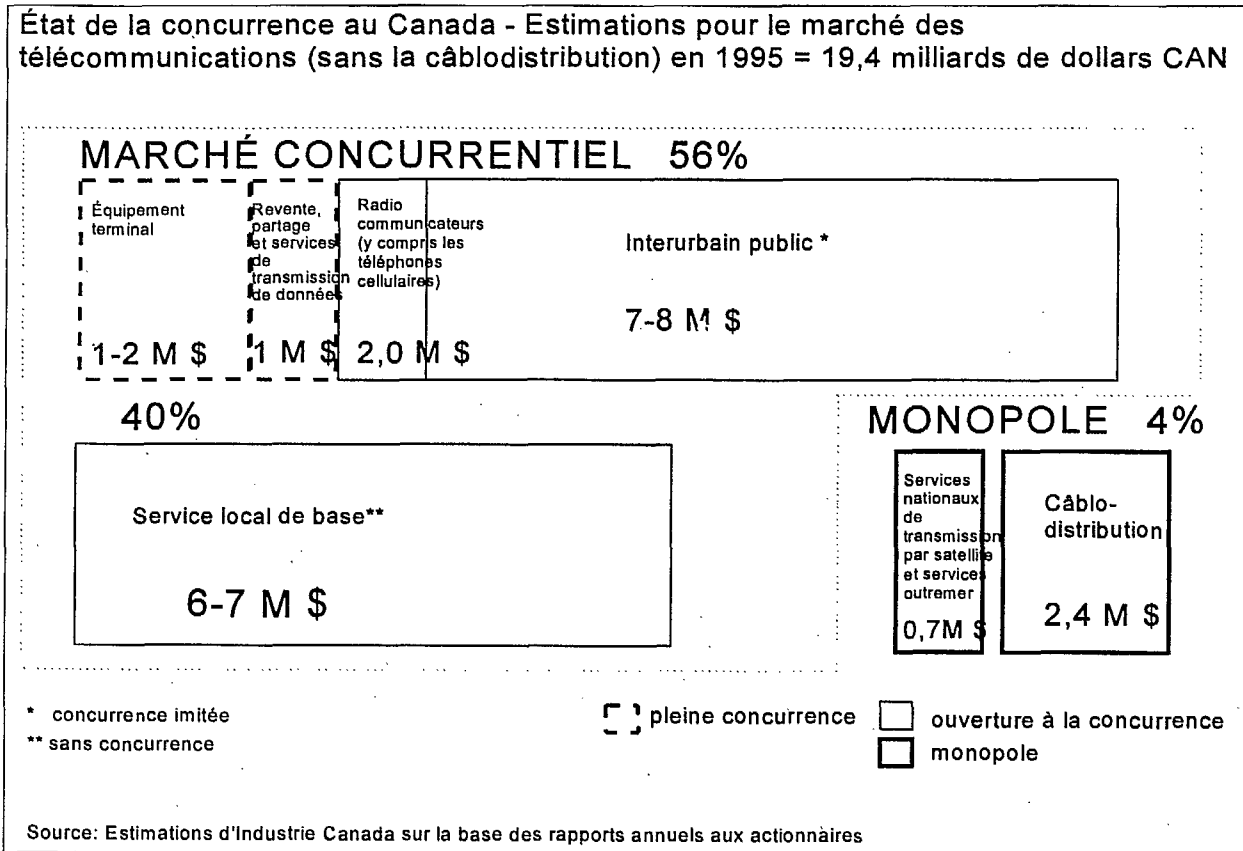 État de la concurrence au Canada - Estimations pour le marché des
télécommunications (sans la câblodistribution) en 1995 = 19,4 milliards de dollars CAN
MARCHÉ CONCURRENTIEL 56%
Équipement
terminal
1-2 M $
Revente,
partage
et services
de
transmission
de données
1 M $
Radio
communicateurs
(y compris les
téléphones
cellulaires)
2,0 M $
Interurbain public *
7-8 M $
40%
Service local de base**
6-7 M $
MONOPOLE 4%
Services
nationaux
de
transmission
par satellite
et services
outremer
0,7M $
Câblo-
distribution
2,4 M $
* concurrence imitée
** sans concurrence
pleine concurrence
ouverture à la concurrence
monopole
Source: Estimations d'Industrie Canada sur la base des rapports annuels aux actionnàires